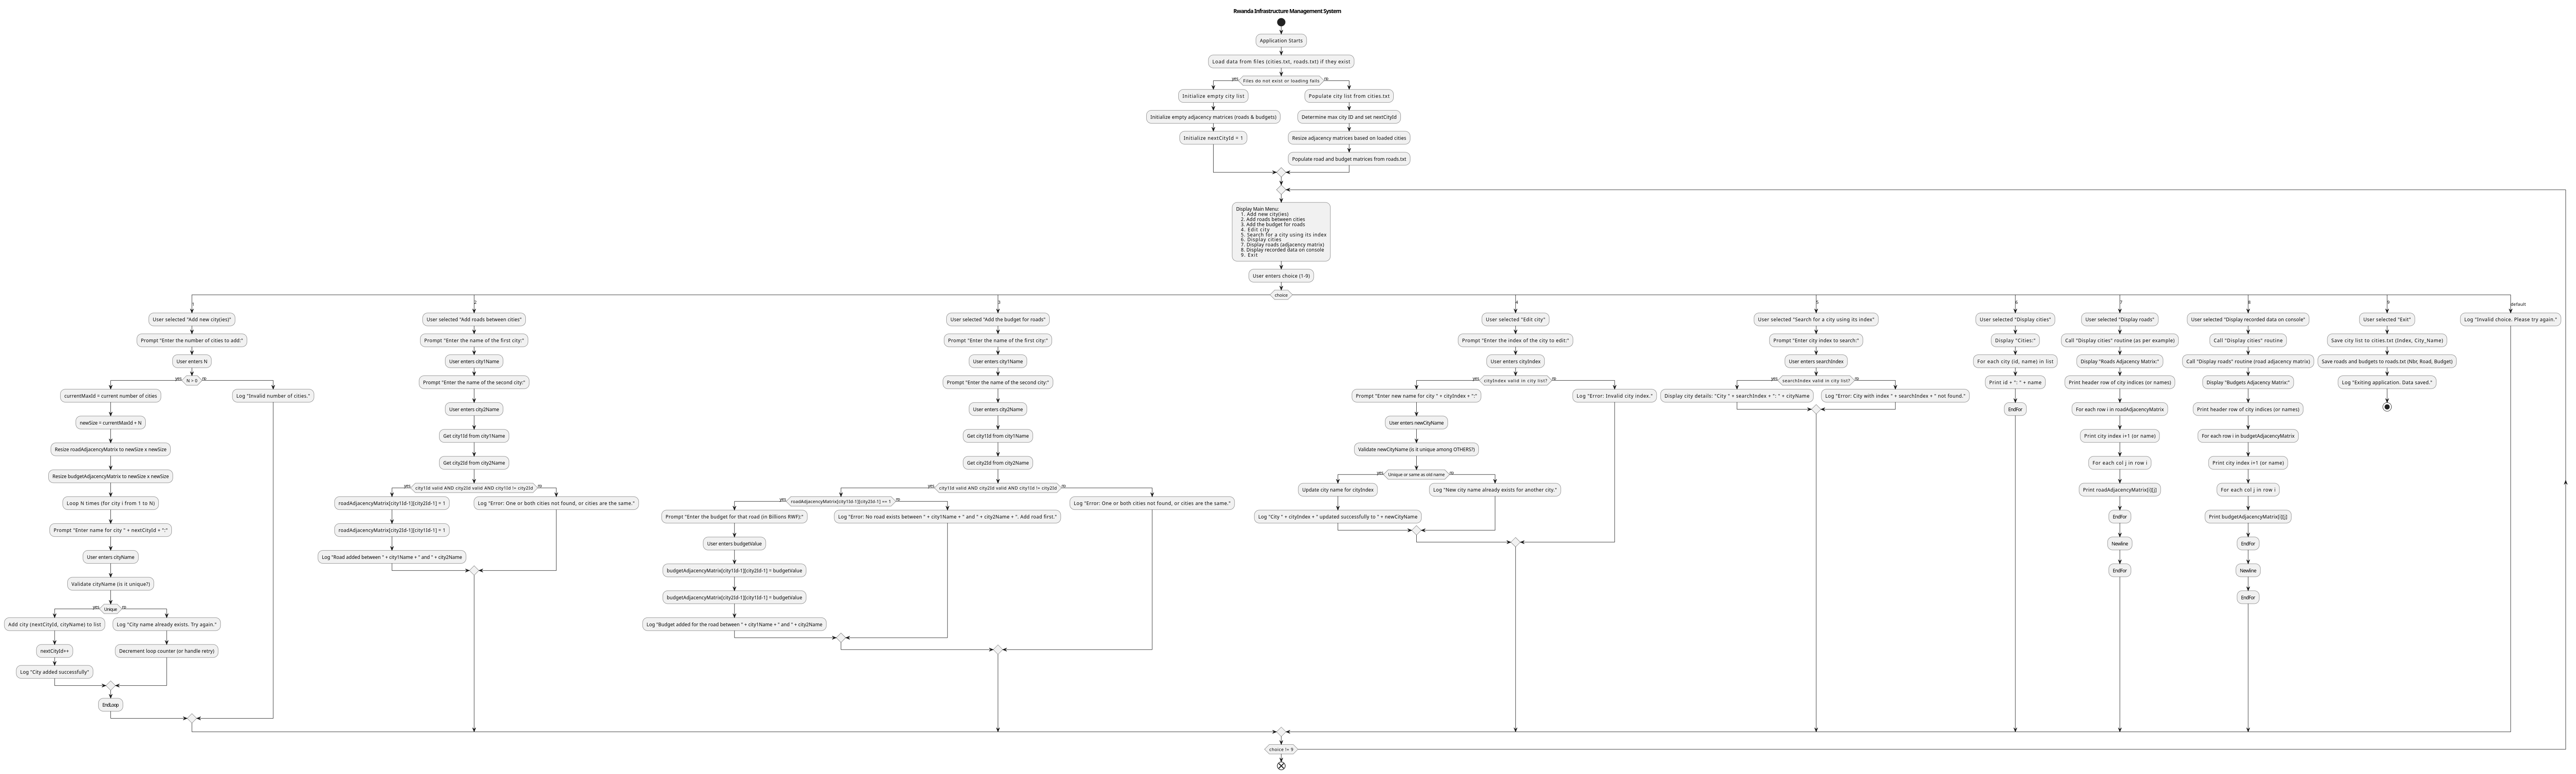 Rwanda Infrastructure Management System
Application Starts
Load data from files (cities.txt, roads.txt) if they exist
yes
Files do not exist or loading fails
no
Initialize empty city list
Initialize empty adjacency matrices (roads & budgets)
Initialize nextCityId = 1
Populate city list from cities.txt
Determine max city ID and set nextCityId
Resize adjacency matrices based on loaded cities
Populate road and budget matrices from roads.txt
Display Main Menu:
1. Add new city(ies)
2. Add roads between cities
3. Add the budget for roads
4. Edit city
5. Search for a city using its index
6. Display cities
7. Display roads (adjacency matrix)
8. Display recorded data on console
9. Exit
User enters choice (1-9)
choice
1
User selected "Add new city(ies)"
Prompt "Enter the number of cities to add:"
User enters N
yes
N > 0
no
currentMaxId = current number of cities
newSize = currentMaxId + N
Resize roadAdjacencyMatrix to newSize x newSize
Resize budgetAdjacencyMatrix to newSize x newSize
Loop N times (for city i from 1 to N)
Prompt "Enter name for city " + nextCityId + ":"
User enters cityName
Validate cityName (is it unique?)
yes
Unique
no
Add city (nextCityId, cityName) to list
nextCityId++
Log "City added successfully"
Log "City name already exists. Try again."
Decrement loop counter (or handle retry)
EndLoop
Log "Invalid number of cities."
2
User selected "Add roads between cities"
Prompt "Enter the name of the first city:"
User enters city1Name
Prompt "Enter the name of the second city:"
User enters city2Name
Get city1Id from city1Name
Get city2Id from city2Name
yes
city1Id valid AND city2Id valid AND city1Id != city2Id
no
roadAdjacencyMatrix[city1Id-1][city2Id-1] = 1
roadAdjacencyMatrix[city2Id-1][city1Id-1] = 1
Log "Road added between " + city1Name + " and " + city2Name
Log "Error: One or both cities not found, or cities are the same."
3
User selected "Add the budget for roads"
Prompt "Enter the name of the first city:"
User enters city1Name
Prompt "Enter the name of the second city:"
User enters city2Name
Get city1Id from city1Name
Get city2Id from city2Name
yes
city1Id valid AND city2Id valid AND city1Id != city2Id
no
yes
roadAdjacencyMatrix[city1Id-1][city2Id-1] == 1
no
Prompt "Enter the budget for that road (in Billions RWF):"
User enters budgetValue
budgetAdjacencyMatrix[city1Id-1][city2Id-1] = budgetValue
budgetAdjacencyMatrix[city2Id-1][city1Id-1] = budgetValue
Log "Budget added for the road between " + city1Name + " and " + city2Name
Log "Error: No road exists between " + city1Name + " and " + city2Name + ". Add road first."
Log "Error: One or both cities not found, or cities are the same."
4
User selected "Edit city"
Prompt "Enter the index of the city to edit:"
User enters cityIndex
yes
cityIndex valid in city list?
no
Prompt "Enter new name for city " + cityIndex + ":"
User enters newCityName
Validate newCityName (is it unique among OTHERS?)
yes
Unique or same as old name
no
Update city name for cityIndex
Log "City " + cityIndex + " updated successfully to " + newCityName
Log "New city name already exists for another city."
Log "Error: Invalid city index."
5
User selected "Search for a city using its index"
Prompt "Enter city index to search:"
User enters searchIndex
yes
searchIndex valid in city list?
no
Display city details: "City " + searchIndex + ": " + cityName
Log "Error: City with index " + searchIndex + " not found."
6
User selected "Display cities"
Display "Cities:"
For each city (id, name) in list
Print id + ": " + name
EndFor
7
User selected "Display roads"
Call "Display cities" routine (as per example)
Display "Roads Adjacency Matrix:"
Print header row of city indices (or names)
For each row i in roadAdjacencyMatrix
Print city index i+1 (or name)
For each col j in row i
Print roadAdjacencyMatrix[i][j]
EndFor
Newline
EndFor
8
User selected "Display recorded data on console"
Call "Display cities" routine
Call "Display roads" routine (road adjacency matrix)
Display "Budgets Adjacency Matrix:"
Print header row of city indices (or names)
For each row i in budgetAdjacencyMatrix
Print city index i+1 (or name)
For each col j in row i
Print budgetAdjacencyMatrix[i][j]
EndFor
Newline
EndFor
9
User selected "Exit"
Save city list to cities.txt (Index, City_Name)
Save roads and budgets to roads.txt (Nbr, Road, Budget)
Log "Exiting application. Data saved."
default
Log "Invalid choice. Please try again."
choice != 9